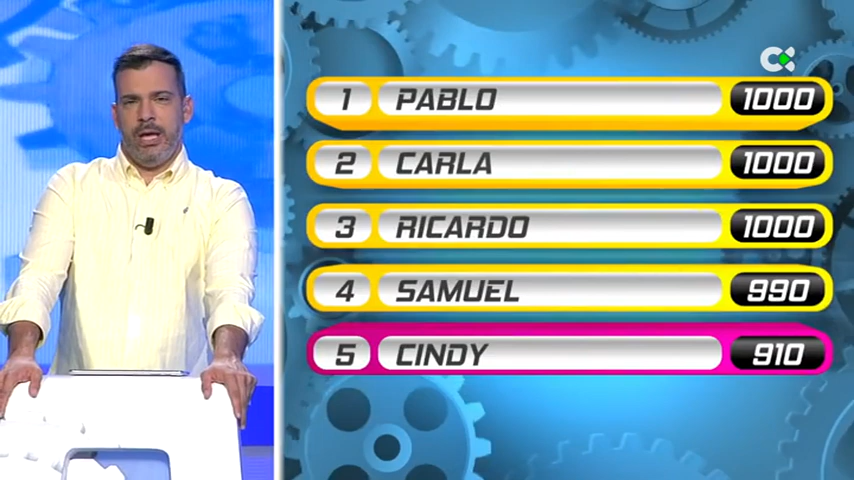 1 PABLO 1000
2 CARLA 1000
3 RICARDO 1000
4 SAMUEL 990
5 CINDY 910